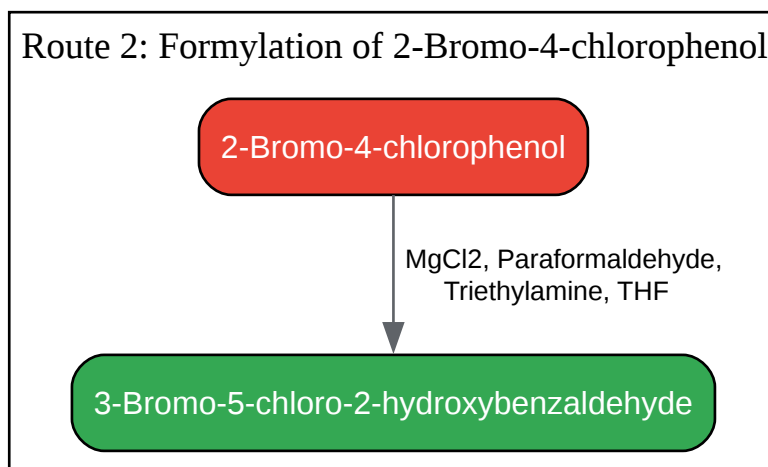 Route 2: Formylation of 2-Bromo-4-chlorophenol
2-Bromo-4-chlorophenol
MgCl2, Paraformaldehyde,
Triethylamine, THF
3-Bromo-5-chloro-2-hydroxybenzaldehyde